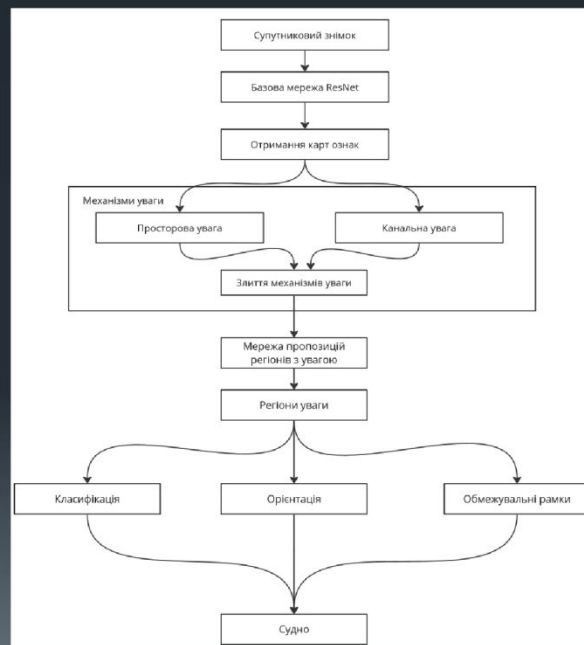 Супутниковий знімок
Базова мережа ResNet
Отримання карт ознак
Механізми уваги
Просторова увага
Канальна увага
Злиття механізмів уваги
Мережа пропозицій
регіонів з увагою
Регіони уваги
Класифікація
Орієнтація
Обмежувальні рамки
Судно